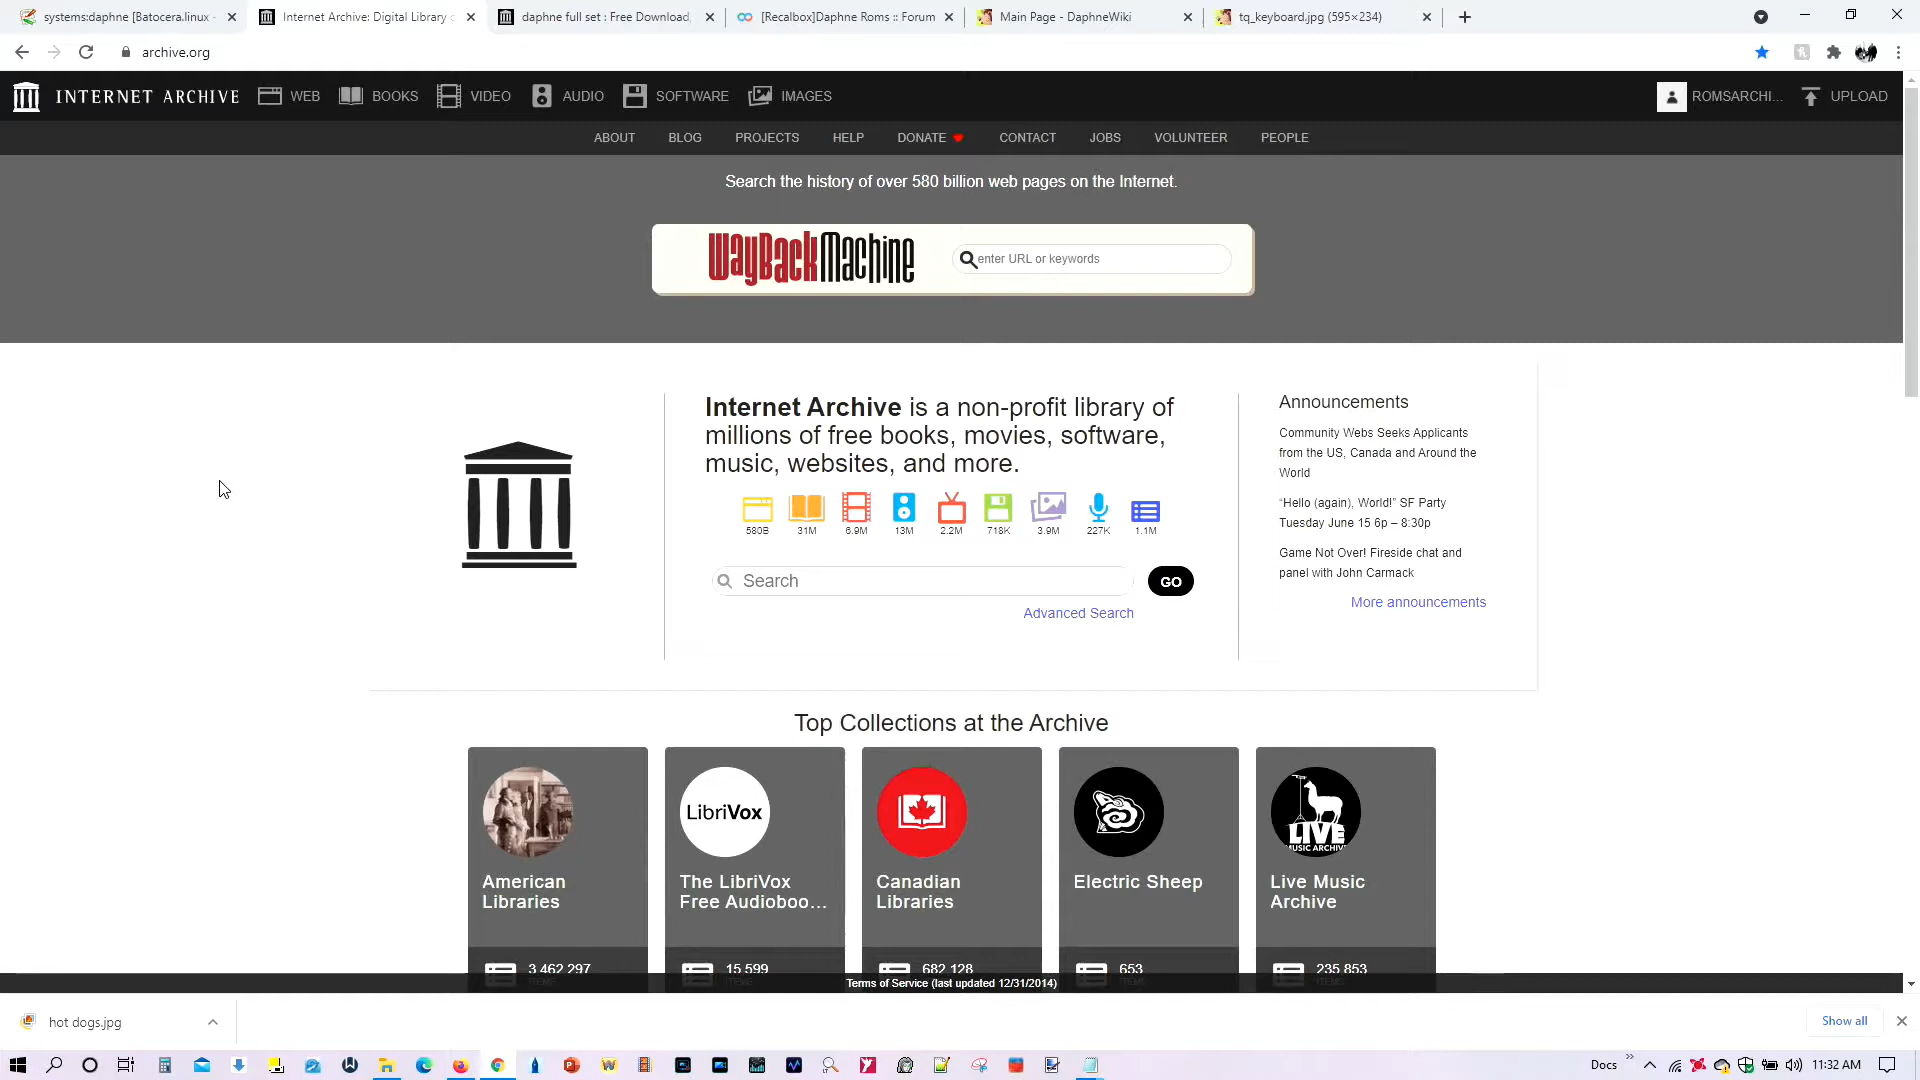 systems:daphne [Batocera.linux -
Internet Archive: Digital Library o
daphne full set : Free Download,
[Recalbox]Daphne Roms :: Forum
Main Page - DaphneWiki
tq_keyboard.jpg (595×234)
archive.org
INTERNET ARCHIVE
WEB
BOOKS
VIDEO
AUDIO
SOFTWARE
IMAGES
ROMSARCHI...
UPLOAD
ABOUT
BLOG
PROJECTS
HELP
DONATE
CONTACT
JOBS
VOLUNTEER
PEOPLE
Search the history of over 580 billion web pages on the Internet.
WayBackMachine
enter URL or keywords
Internet Archive is a non-profit library of
millions of free books, movies, software,
music, websites, and more.
580B
31M
6.9M
13M
2.2M
718K
3.9M
227K
1.1M
Search
GO
Advanced Search
Announcements
Community Webs Seeks Applicants
from the US, Canada and Around the
World
“Hello (again), World!” SF Party
Tuesday June 15 6p – 8:30p
Game Not Over! Fireside chat and
panel with John Carmack
More announcements
Top Collections at the Archive
LibriVox
LIVE
MUSIC ARCHIVE
American
Libraries
The LibriVox
Free Audioboo...
Canadian
Libraries
Electric Sheep
Live Music
Archive
3,462,297
15,599
682,128
653
235,853
Terms of Service (last updated 12/31/2014)
hot dogs.jpg
Show all
Docs
11:32 AM